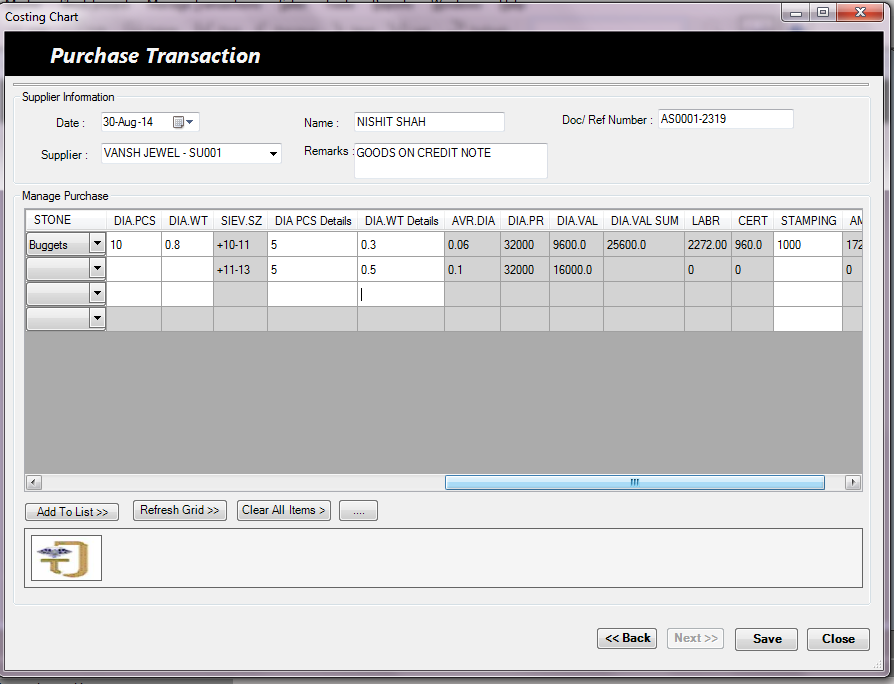 Costing Chart
Purchase Transaction
Supplier Information
Date : 30-Aug-14 Name : NISHIT SHAH Doc/ Ref Number : AS0001-2319
Supplier : VANSH JEWEL - SU001 Remarks : GOODS ON CREDIT NOTE
Manage Purchase
STONE DIA.PCS DIA.WT SIEV.SZ DIA PCS Details DIA.WT Details AVR.DIA DIA.PR DIA.VAL DIA.VAL SUM LABR CERT STAMPING AM
Buggets 10 0.8 +10-11 5 0.3 0.06 32000 9600.0 25600.0 2272.00 960.0 1000 172
+11-13 5 0.5 0.1 32000 16000.0 0 0 0
Add To List >> Refresh Grid >> Clear All Items > ....
<< Back Next >> Save Close